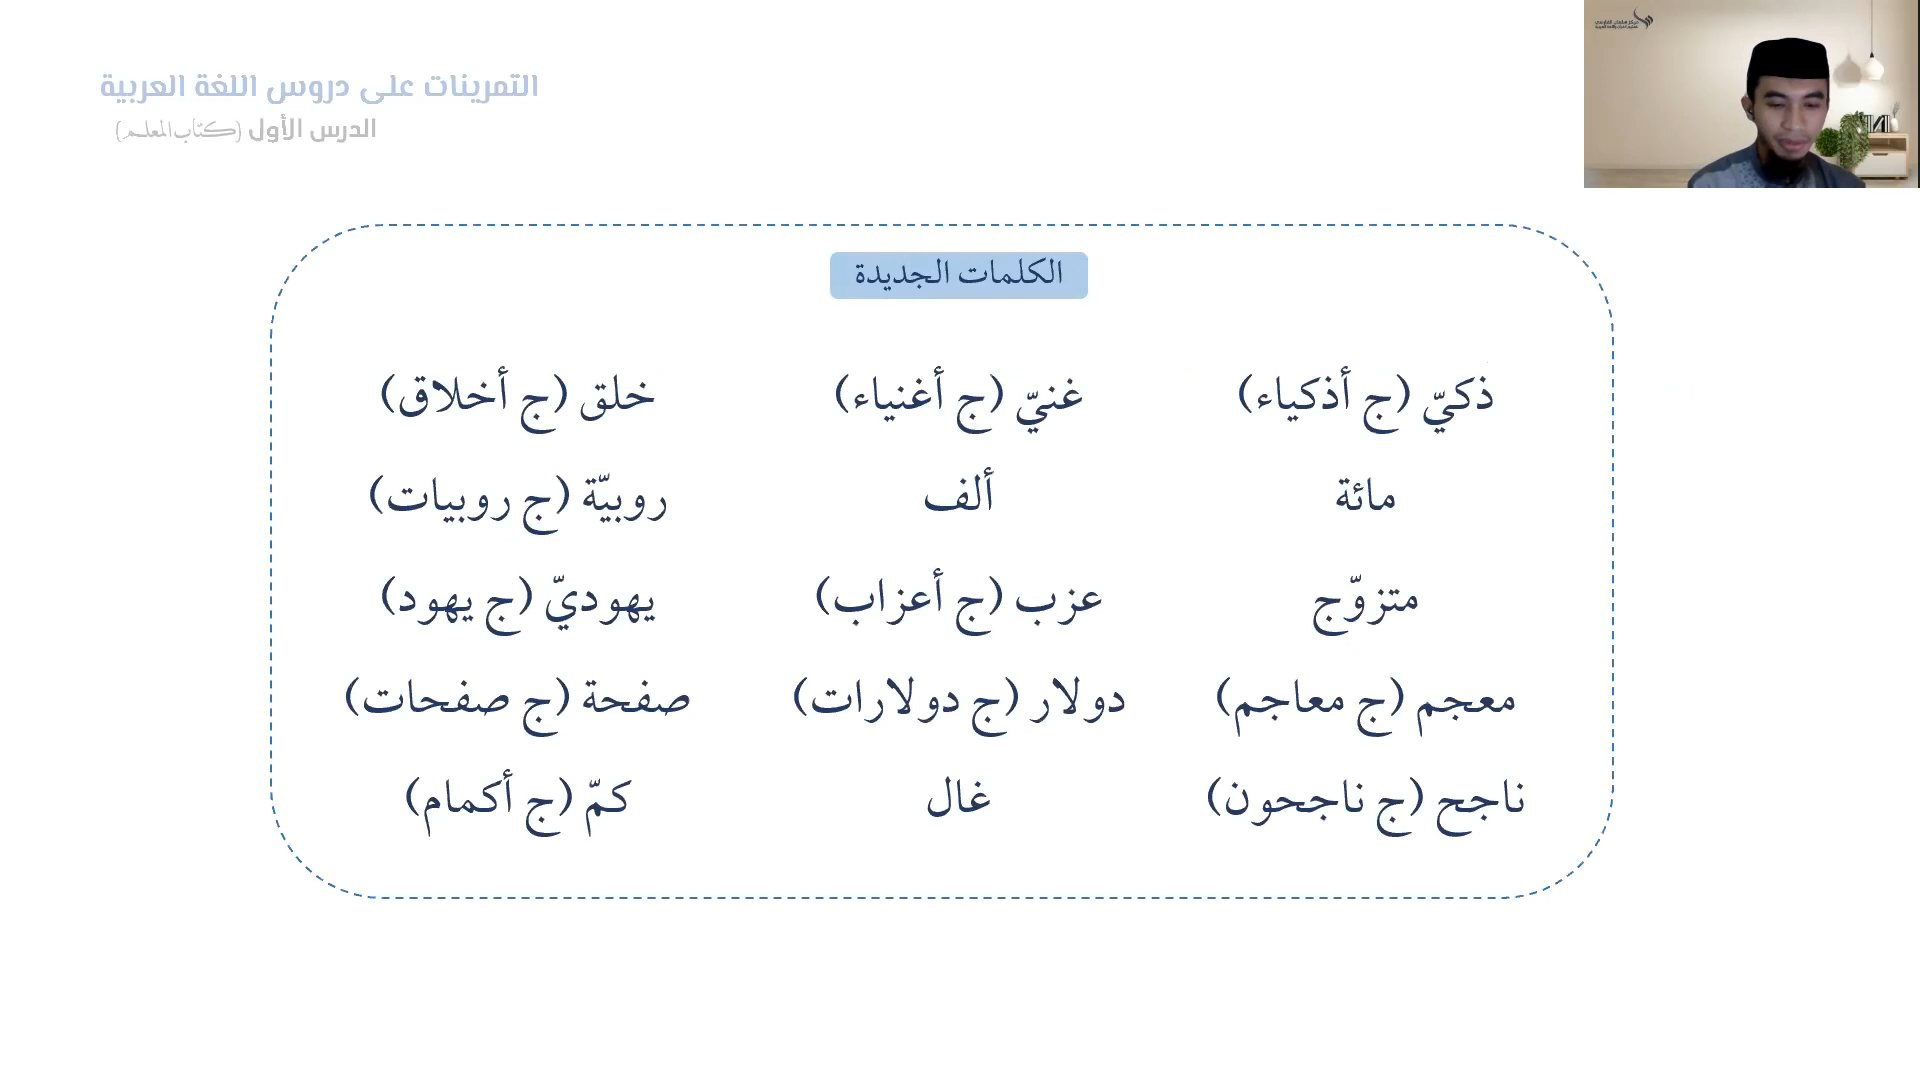 التمرينات على دروس اللغة العربية
الدرس الأول (كتاب المعلم)
الكلمات الجديدة
ذكيّ (ج أذكياء) غنيّ (ج أغنياء) خلق (ج أخلاق)
مائة ألف روبيّة (ج روبيات)
متزوّج عزب (ج أعزاب) يهوديّ (ج يهود)
معجم (ج معاجم) دولار (ج دولارات) صفحة (ج صفحات)
ناجح (ج ناجحون) غال كمّ (ج أكمام)